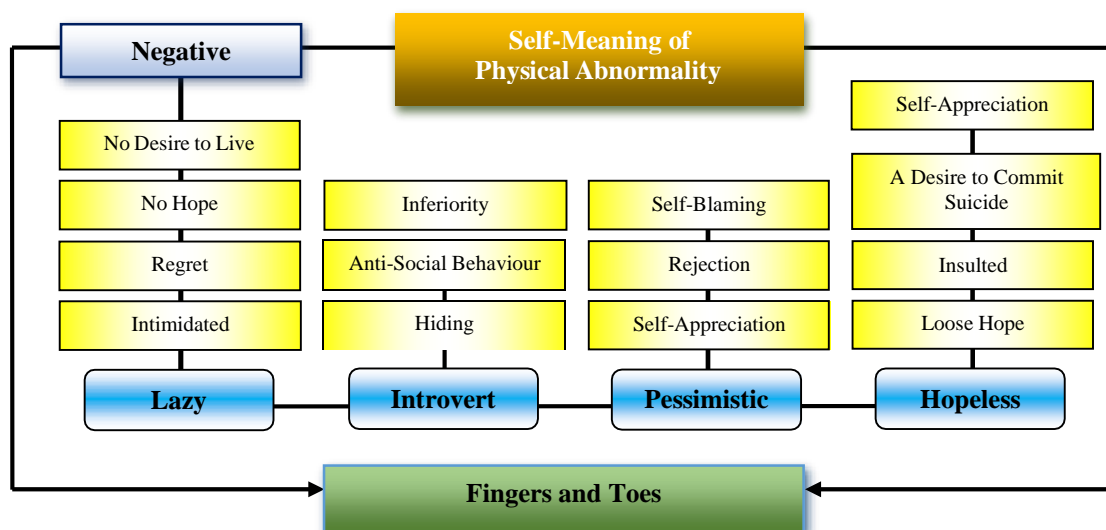 Negative
Self-Meaning of
Physical Abnormality
No Desire to Live
No Hope
Regret
Intimidated
Lazy
Inferiority
Anti-Social Behaviour
Hiding
Introvert
Self-Blaming
Rejection
Self-Appreciation
Pessimistic
Self-Appreciation
A Desire to Commit
Suicide
Insulted
Loose Hope
Hopeless
Fingers and Toes